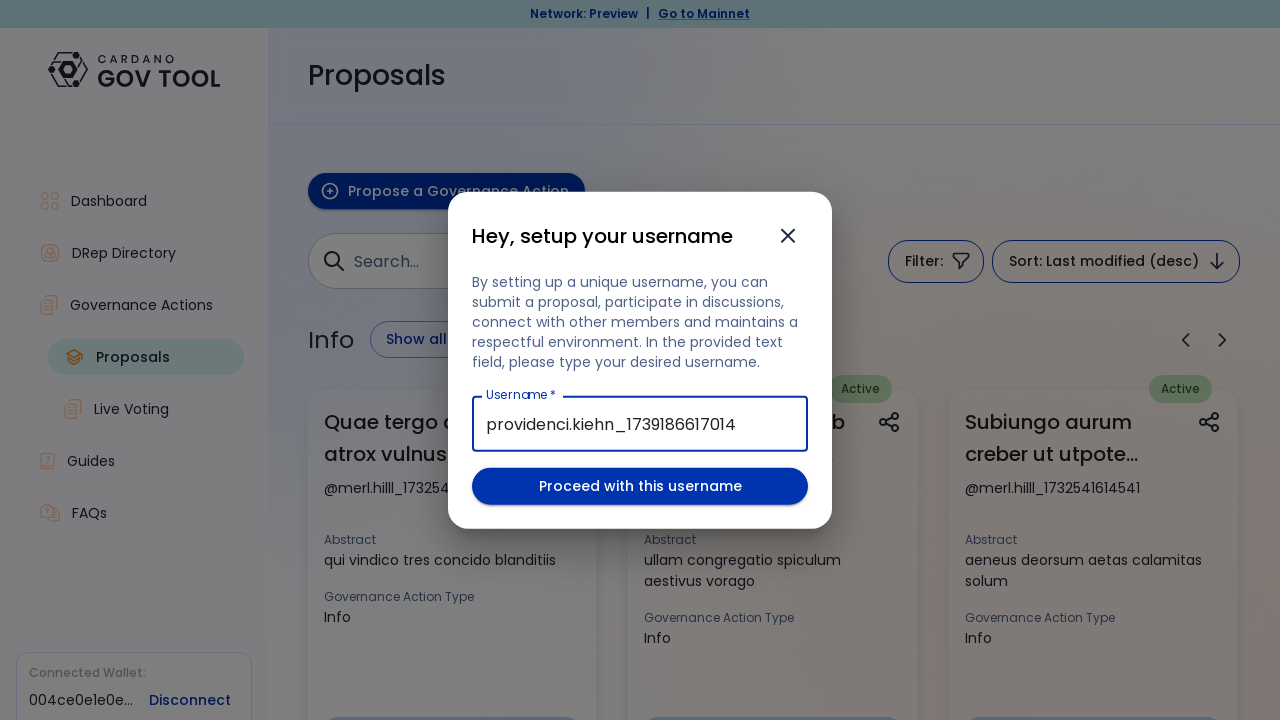 Network: Preview | Go to Mainnet
CARDANO
GOV TOOL
Proposals
Dashboard
DRep Directory
Governance Actions
Proposals
Live Voting
Guides
FAQs
Connected Wallet:
004ce0e1e0e... Disconnect
Propose a Governance Action
Search...
Filter:
Sort: Last modified (desc)
Info
Show all
Hey, setup your username
By setting up a unique username, you can
submit a proposal, participate in discussions,
connect with other members and maintains a
respectful environment. In the provided text
field, please type your desired username.
Username *
providenci.kiehn_1739186617014
Proceed with this username
Quae tergo
atrox vulnus
@merl.hilll_173254
Abstract
qui vindico tres concido blanditiis
Governance Action Type
Info
Active
Abstract
ullam congregatio spiculum
aestivus vorago
Governance Action Type
Info
Active
Subiungo aurum
creber ut utpote...
@merl.hilll_1732541614541
Abstract
aeneus deorsum aetas calamitas
solum
Governance Action Type
Info